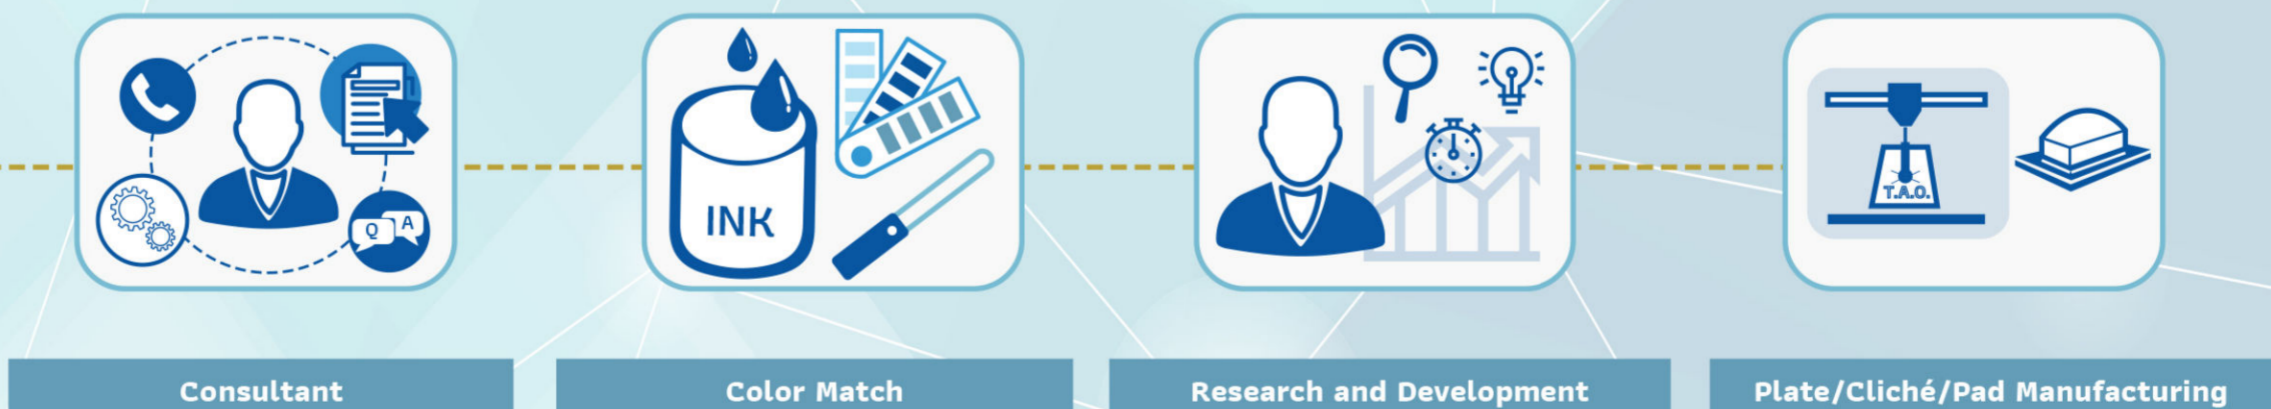 Q A
INK
T.A.O.
Consultant
Color Match
Research and Development
Plate/Cliché/Pad Manufacturing